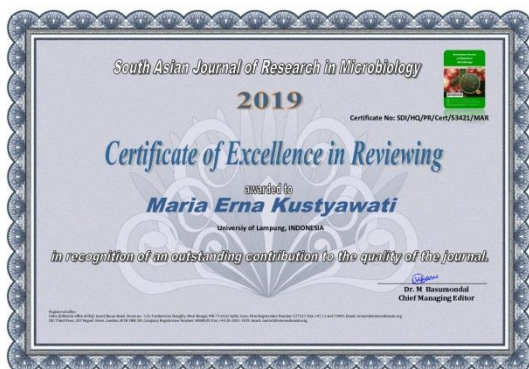 South Asian Journal of Research in Microbiology
2019
Certificate No: SDI/HQ/PR/Cert/53421/MAR
Certificate of Excellence in Reviewing
awarded to
Maria Erna Kustyawati
Universiy of Lampung, INDONESIA
in recognition of an outstanding contribution to the quality of the journal.
Dr. M Basumondal
Chief Managing Editor